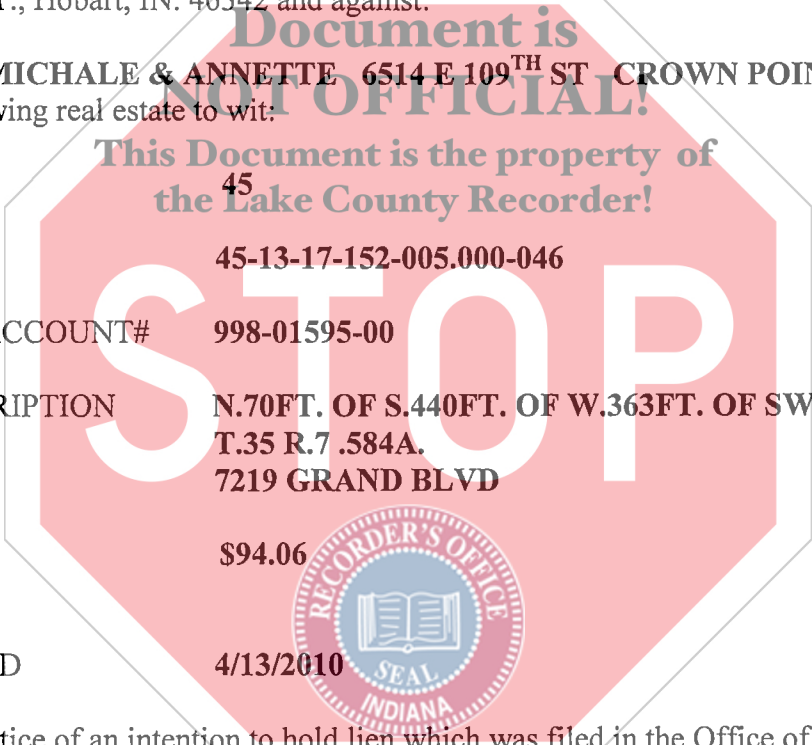 T., Hobart, IN. 46342 and against:
Document is
MICHALE & ANNETTE 6514 E 109TH ST CROWN POIN
NOT OFFICIAL!
ving real estate to wit:
This Document is the property of
45
the Lake County Recorder!
45-13-17-152-005.000-046
STOP
ACCOUNT# 998-01595-00
RIPTION N.70FT. OF S.440FT. OF W.363FT. OF SW
T.35 R.7 .584A.
7219 GRAND BLVD
$94.06
RECORDER'S OFFICE
SEAL
INDIANA
D 4/13/2010
tice of an intention to hold lien which was filed in the Office of